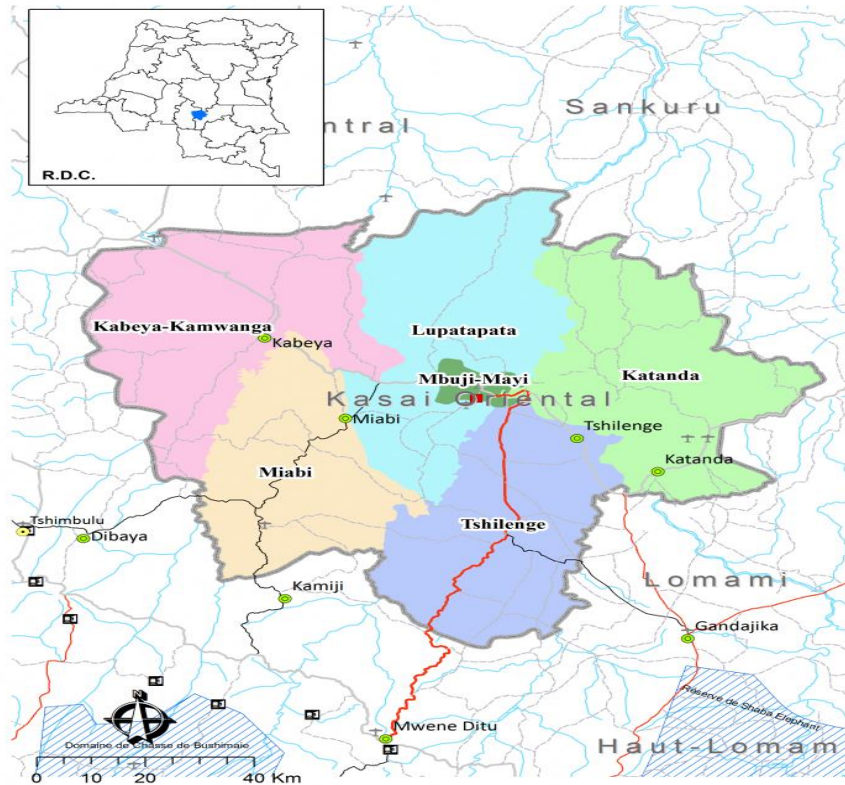 R.D.C.
ntral
Sankuru
Kabeya-Kamwanga
Lupatapata
Kabeya
Mbuji-Mayi
Katanda
Kasai Oriental
Miabi
Tshilenge
Miabi
Katanda
Tshilenge
Tshimbulu
Dibaya
Kamiji
Lomami
Gandajika
N
Réserve de Shaba Elephant
Mwene Ditu
Domaine de Chasse de Bushimaie
Haut-Lomam
0 10 20 40 Km